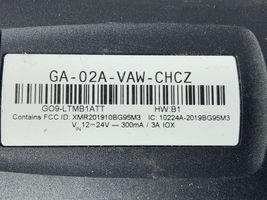 GA-02A-VAW-CHCZ
GO9-LTMB1ATT HW:B1
Contains FCC ID: XMR201910BG95M3 IC: 10224A-2019BG95M3
VIN 12-24V ⎓ 300mA / 3A IOX